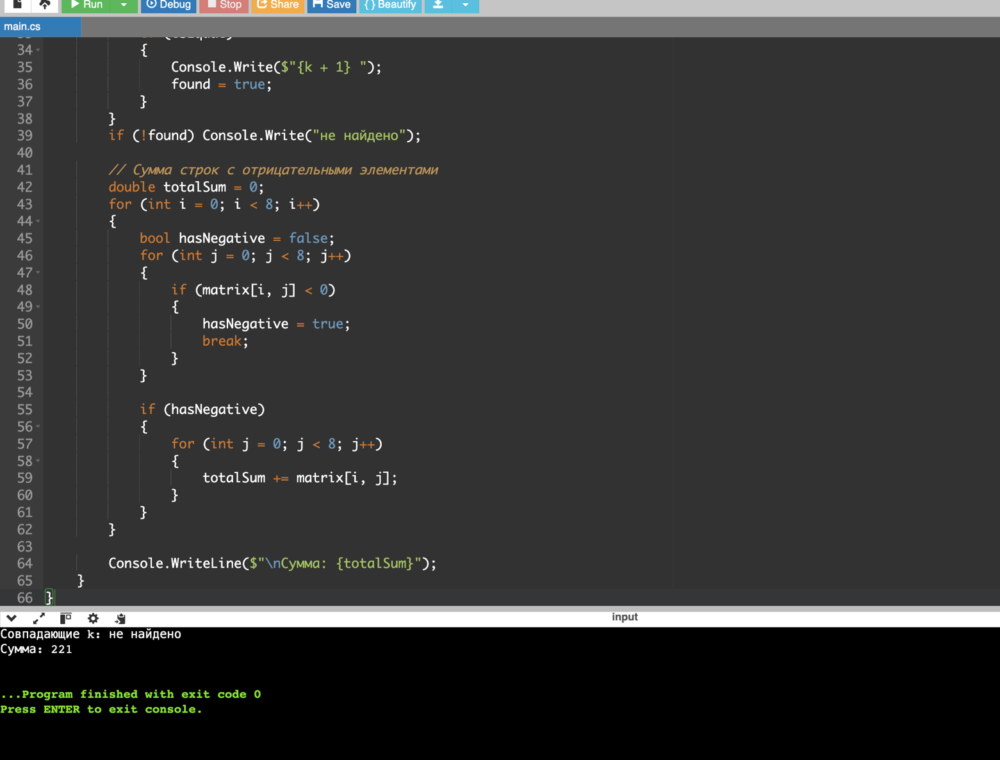 Run Debug Stop Share Save { } Beautify
main.cs
34 {
35 Console.Write($"{k + 1} ");
36 found = true;
37 }
38 }
39 if (!found) Console.Write("не найдено");
40
41 // Сумма строк с отрицательными элементами
42 double totalSum = 0;
43 for (int i = 0; i < 8; i++)
44 {
45 bool hasNegative = false;
46 for (int j = 0; j < 8; j++)
47 {
48 if (matrix[i, j] < 0)
49 {
50 hasNegative = true;
51 break;
52 }
53 }
54
55 if (hasNegative)
56 {
57 for (int j = 0; j < 8; j++)
58 {
59 totalSum += matrix[i, j];
60 }
61 }
62 }
63
64 Console.WriteLine($"\nСумма: {totalSum}");
65 }
66 }
input
Совпадающие k: не найдено
Сумма: 221
...Program finished with exit code 0
Press ENTER to exit console.